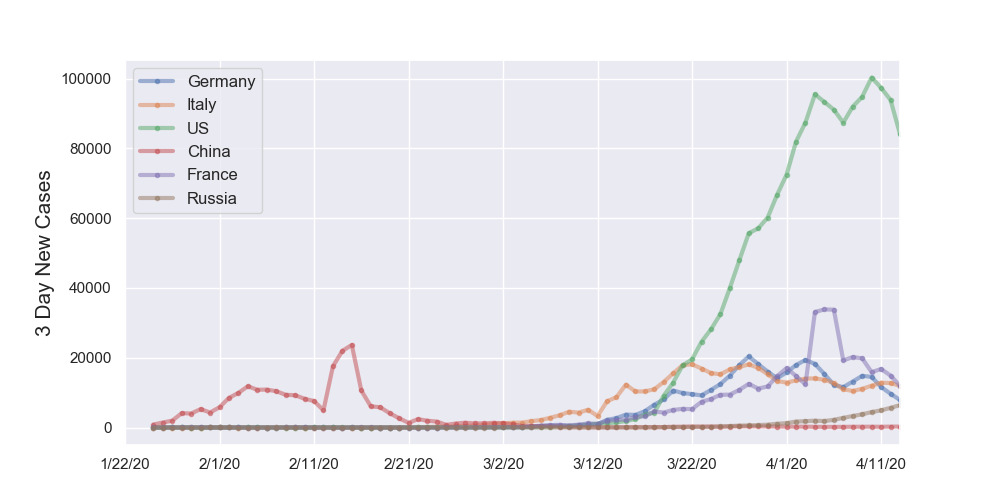 Germany
Italy
US
China
France
Russia
3 Day New Cases
100000
80000
60000
40000
20000
0
1/22/20 2/1/20 2/11/20 2/21/20 3/2/20 3/12/20 3/22/20 4/1/20 4/11/20